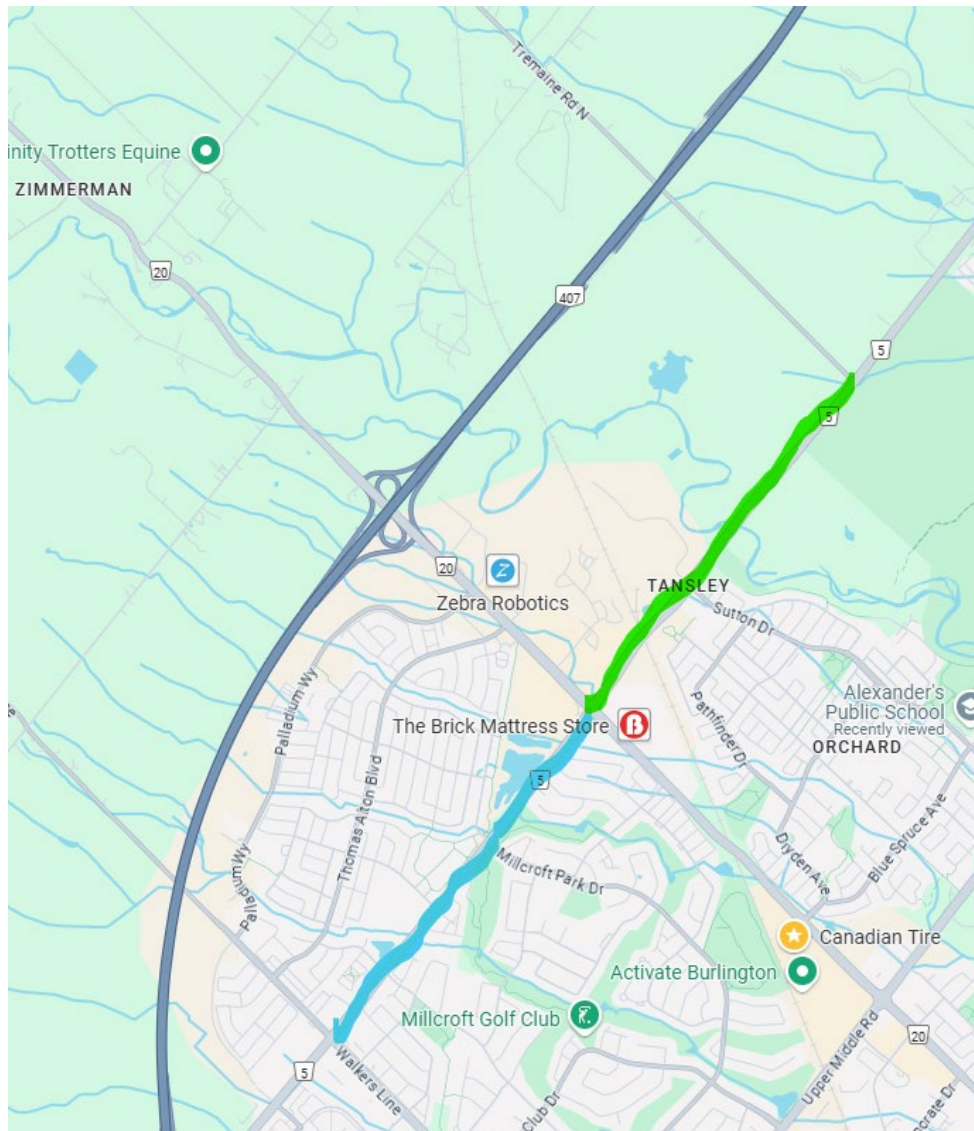 Tremaine Rd N
inity Trotters Equine
ZIMMERMAN
20
407
5
5
20
Zebra Robotics
TANSLEY
Sutton Dr
Palladium Wy
Pathfinder Dr
Alexander's
Public School
Recently viewed
ORCHARD
The Brick Mattress Store
5
Thomas Alton Blvd
Millcroft Park Dr
Dryden Ave
Blue Spruce Ave
Palladium Wy
Canadian Tire
Activate Burlington
Millcroft Golf Club
Upper Middle Rd
20
5
Walkers Line
Club Dr